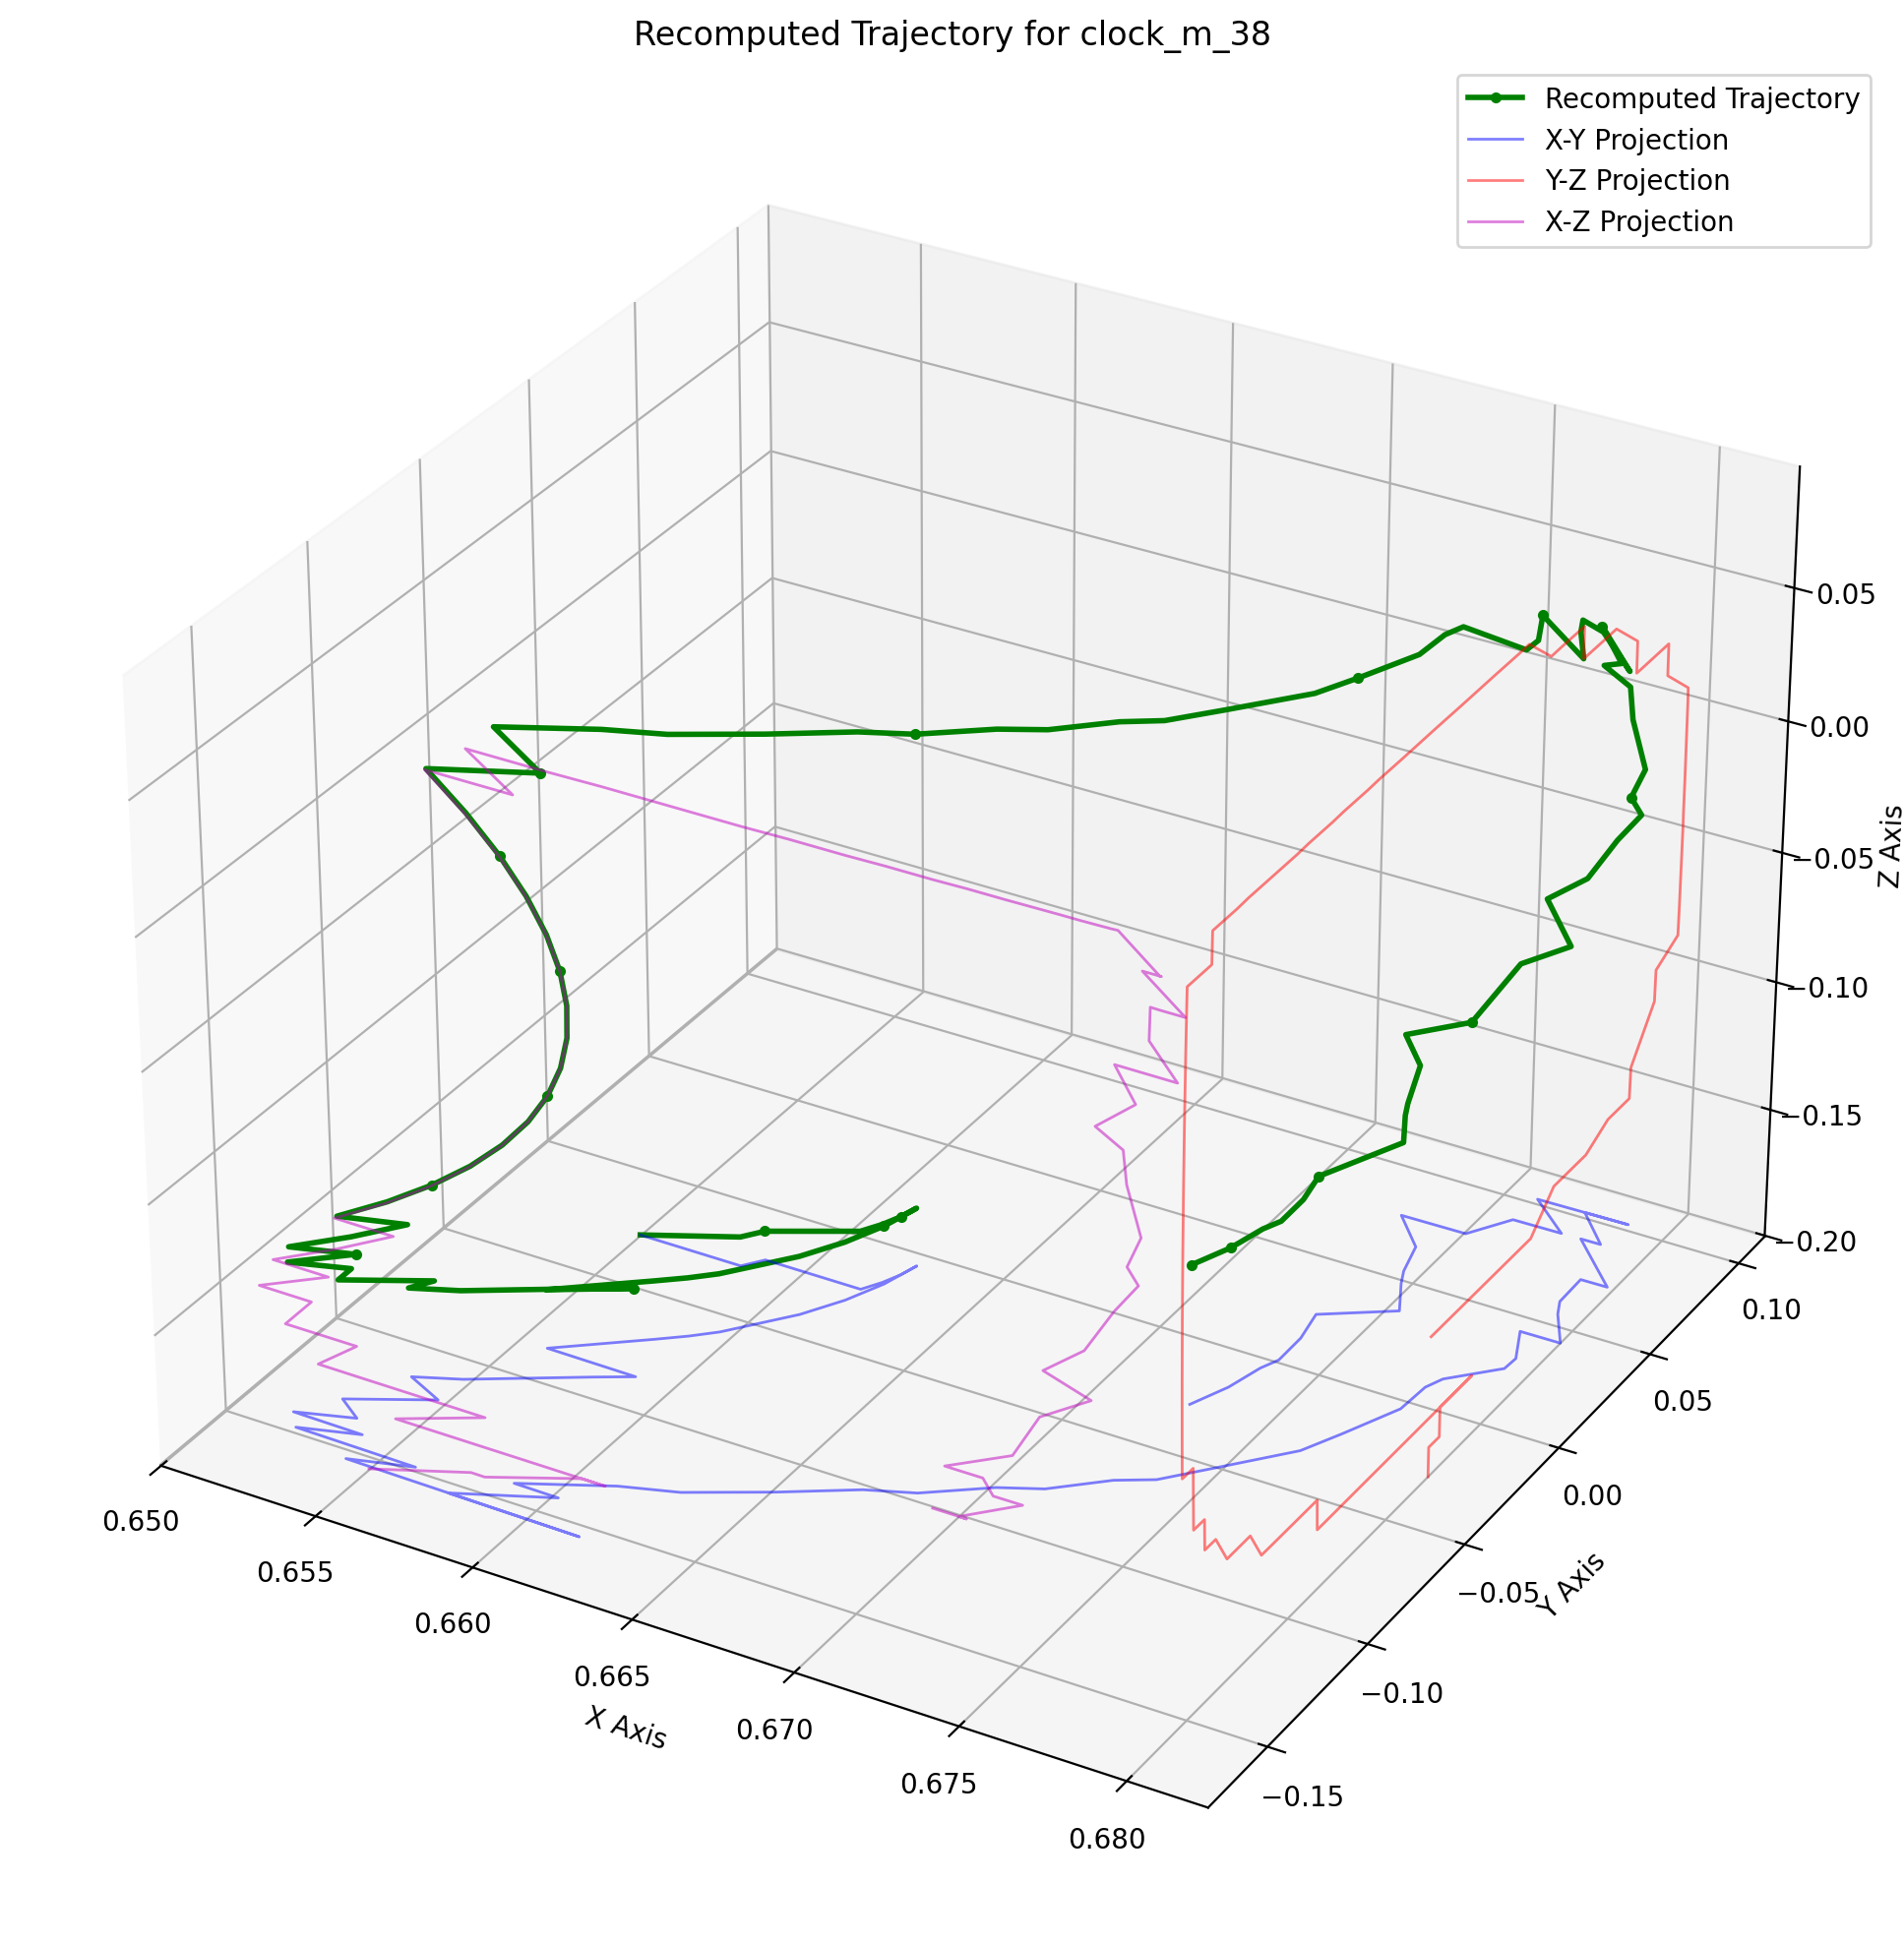 Recomputed Trajectory for clock_m_38
Recomputed Trajectory
X-Y Projection
Y-Z Projection
X-Z Projection
0.05
0.00
−0.05
−0.10
−0.15
−0.20
Z Axis
0.10
0.05
0.00
−0.05
−0.10
−0.15
Y Axis
0.650
0.655
0.660
0.665
0.670
0.675
0.680
X Axis